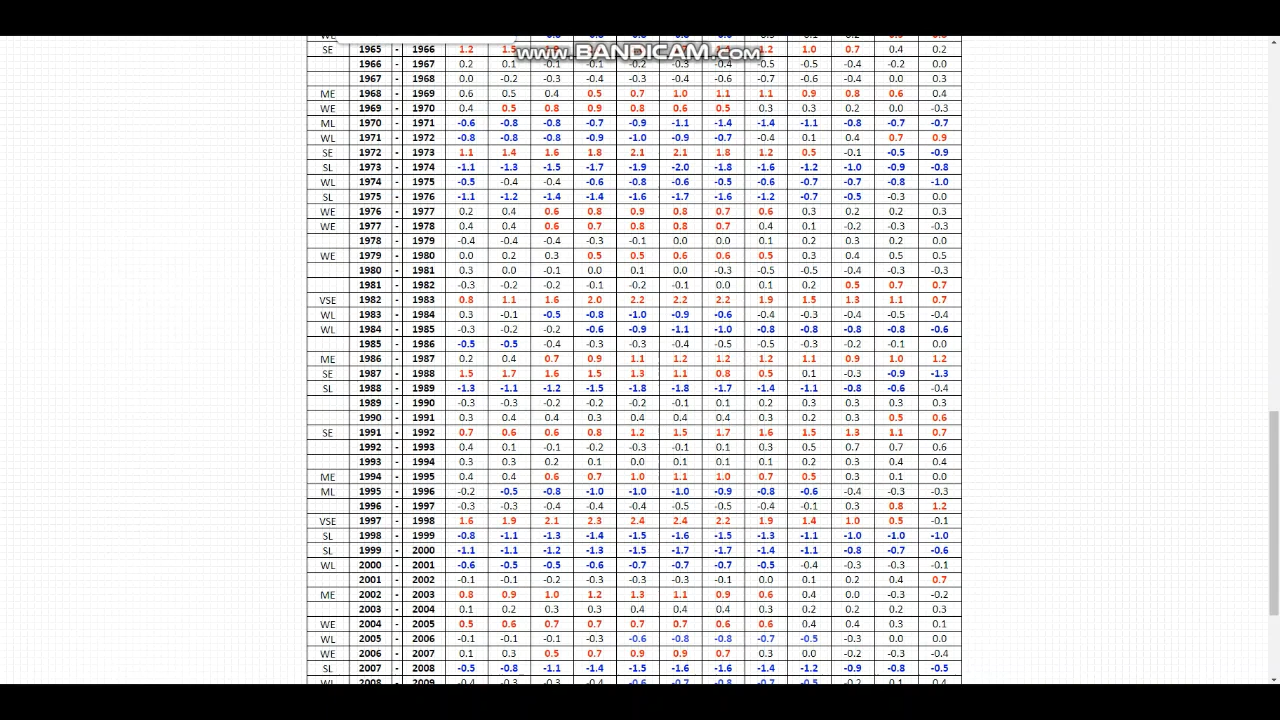 www.BANDICAM.com
SE 1965 - 1966 1.2 1.2 1.0 0.7 0.4 0.2
1966 - 1967 0.2 0.1 -0.1 -0.1 -0.2 -0.3 -0.4 -0.5 -0.5 -0.4 -0.2 0.0
1967 - 1968 0.0 -0.2 -0.3 -0.4 -0.3 -0.4 -0.6 -0.7 -0.6 -0.4 0.0 0.3
ME 1968 - 1969 0.6 0.5 0.4 0.5 0.7 1.0 1.1 1.1 0.9 0.8 0.6 0.4
WE 1969 - 1970 0.4 0.5 0.8 0.9 0.8 0.6 0.5 0.3 0.3 0.2 0.0 -0.3
ML 1970 - 1971 -0.6 -0.8 -0.8 -0.7 -0.9 -1.1 -1.4 -1.4 -1.1 -0.8 -0.7 -0.7
WL 1971 - 1972 -0.8 -0.8 -0.8 -0.9 -1.0 -0.9 -0.7 -0.4 0.1 0.4 0.7 0.9
SE 1972 - 1973 1.1 1.4 1.6 1.8 2.1 2.1 1.8 1.2 0.5 -0.1 -0.5 -0.9
SL 1973 - 1974 -1.1 -1.3 -1.5 -1.7 -1.9 -2.0 -1.8 -1.6 -1.2 -1.0 -0.9 -0.8
WL 1974 - 1975 -0.5 -0.4 -0.4 -0.6 -0.8 -0.6 -0.5 -0.6 -0.7 -0.7 -0.8 -1.0
SL 1975 - 1976 -1.1 -1.2 -1.4 -1.4 -1.6 -1.7 -1.6 -1.2 -0.7 -0.5 -0.3 0.0
WE 1976 - 1977 0.2 0.4 0.6 0.8 0.9 0.8 0.7 0.6 0.3 0.2 0.2 0.3
WE 1977 - 1978 0.4 0.4 0.6 0.7 0.8 0.8 0.7 0.4 0.1 -0.2 -0.3 -0.3
1978 - 1979 -0.4 -0.4 -0.4 -0.3 -0.1 0.0 0.0 0.1 0.2 0.3 0.2 0.0
WE 1979 - 1980 0.0 0.2 0.3 0.5 0.5 0.6 0.6 0.5 0.3 0.4 0.5 0.5
1980 - 1981 0.3 0.0 -0.1 0.0 0.1 0.0 -0.3 -0.5 -0.5 -0.4 -0.3 -0.3
1981 - 1982 -0.3 -0.2 -0.2 -0.1 -0.2 -0.1 0.0 0.1 0.2 0.5 0.7 0.7
VSE 1982 - 1983 0.8 1.1 1.6 2.0 2.2 2.2 2.2 1.9 1.5 1.3 1.1 0.7
WL 1983 - 1984 0.3 -0.1 -0.5 -0.8 -1.0 -0.9 -0.6 -0.4 -0.3 -0.4 -0.5 -0.4
WL 1984 - 1985 -0.3 -0.2 -0.2 -0.6 -0.9 -1.1 -1.0 -0.8 -0.8 -0.8 -0.8 -0.6
1985 - 1986 -0.5 -0.5 -0.4 -0.3 -0.3 -0.4 -0.5 -0.5 -0.3 -0.2 -0.1 0.0
ME 1986 - 1987 0.2 0.4 0.7 0.9 1.1 1.2 1.2 1.2 1.1 0.9 1.0 1.2
SE 1987 - 1988 1.5 1.7 1.6 1.5 1.3 1.1 0.8 0.5 0.1 -0.3 -0.9 -1.3
SL 1988 - 1989 -1.3 -1.1 -1.2 -1.5 -1.8 -1.8 -1.7 -1.4 -1.1 -0.8 -0.6 -0.4
1989 - 1990 -0.3 -0.3 -0.2 -0.2 -0.2 -0.1 0.1 0.2 0.3 0.3 0.3 0.3
1990 - 1991 0.3 0.4 0.4 0.3 0.4 0.4 0.4 0.3 0.2 0.3 0.5 0.6
SE 1991 - 1992 0.7 0.6 0.6 0.8 1.2 1.5 1.7 1.6 1.5 1.3 1.1 0.7
1992 - 1993 0.4 0.1 -0.1 -0.2 -0.3 -0.1 0.1 0.3 0.5 0.7 0.7 0.6
1993 - 1994 0.3 0.3 0.2 0.1 0.0 0.1 0.1 0.1 0.2 0.3 0.4 0.4
ME 1994 - 1995 0.4 0.4 0.6 0.7 1.0 1.1 1.0 0.7 0.5 0.3 0.1 0.0
ML 1995 - 1996 -0.2 -0.5 -0.8 -1.0 -1.0 -1.0 -0.9 -0.8 -0.6 -0.4 -0.3 -0.3
1996 - 1997 -0.3 -0.3 -0.4 -0.4 -0.4 -0.5 -0.5 -0.4 -0.1 0.3 0.8 1.2
VSE 1997 - 1998 1.6 1.9 2.1 2.3 2.4 2.4 2.2 1.9 1.4 1.0 0.5 -0.1
SL 1998 - 1999 -0.8 -1.1 -1.3 -1.4 -1.5 -1.6 -1.5 -1.3 -1.1 -1.0 -1.0 -1.0
SL 1999 - 2000 -1.1 -1.1 -1.2 -1.3 -1.5 -1.7 -1.7 -1.4 -1.1 -0.8 -0.7 -0.6
WL 2000 - 2001 -0.6 -0.5 -0.5 -0.6 -0.7 -0.7 -0.7 -0.5 -0.4 -0.3 -0.3 -0.1
2001 - 2002 -0.1 -0.1 -0.2 -0.3 -0.3 -0.3 -0.1 0.0 0.1 0.2 0.4 0.7
ME 2002 - 2003 0.8 0.9 1.0 1.2 1.3 1.1 0.9 0.6 0.4 0.0 -0.3 -0.2
2003 - 2004 0.1 0.2 0.3 0.3 0.4 0.4 0.4 0.3 0.2 0.2 0.2 0.3
WE 2004 - 2005 0.5 0.6 0.7 0.7 0.7 0.7 0.6 0.6 0.4 0.4 0.3 0.1
WL 2005 - 2006 -0.1 -0.1 -0.1 -0.3 -0.6 -0.8 -0.8 -0.7 -0.5 -0.3 0.0 0.0
WE 2006 - 2007 0.1 0.3 0.5 0.7 0.9 0.9 0.7 0.3 0.0 -0.2 -0.3 -0.4
SL 2007 - 2008 -0.5 -0.8 -1.1 -1.4 -1.5 -1.6 -1.6 -1.4 -1.2 -0.9 -0.8 -0.5
WL 2008 - 2009 -0.4 -0.3 -0.3 -0.4 -0.6 -0.7 -0.8 -0.7 -0.5 -0.2 0.1 0.4